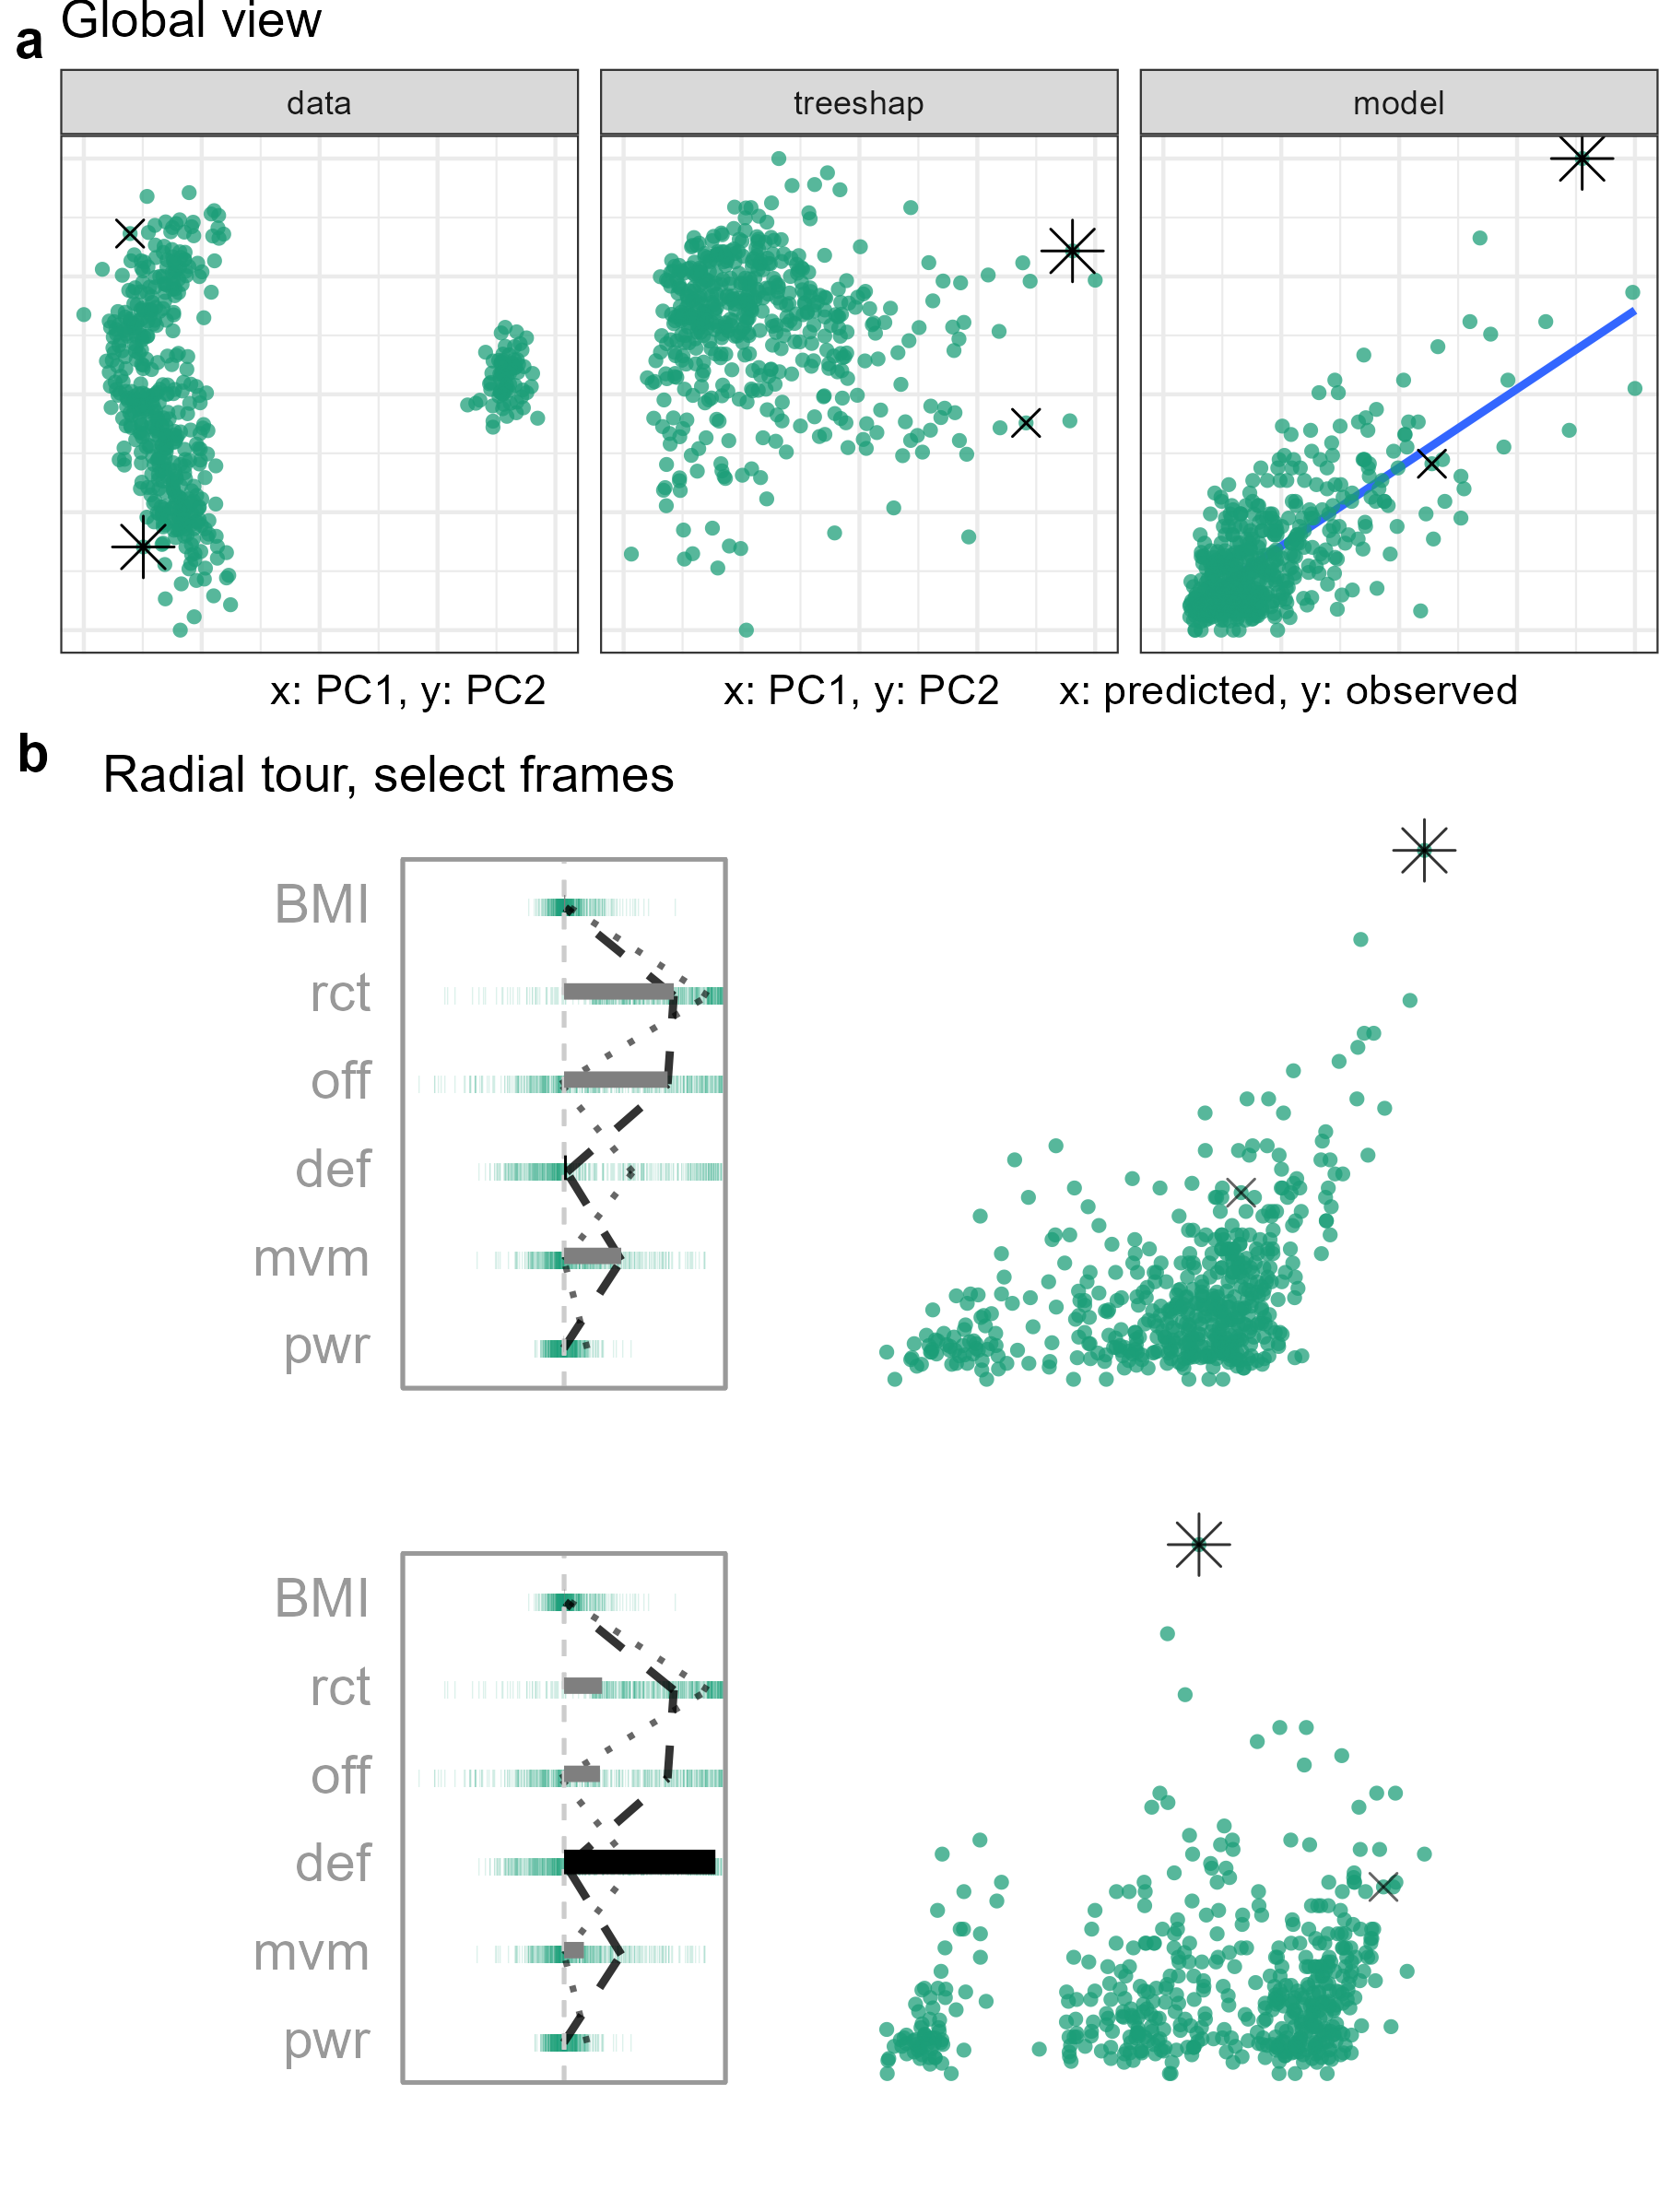 a Global view
data treeshap model
x: PC1, y: PC2 x: PC1, y: PC2 x: predicted, y: observed
b Radial tour, select frames
BMI
rct
off
def
mvm
pwr
BMI
rct
off
def
mvm
pwr